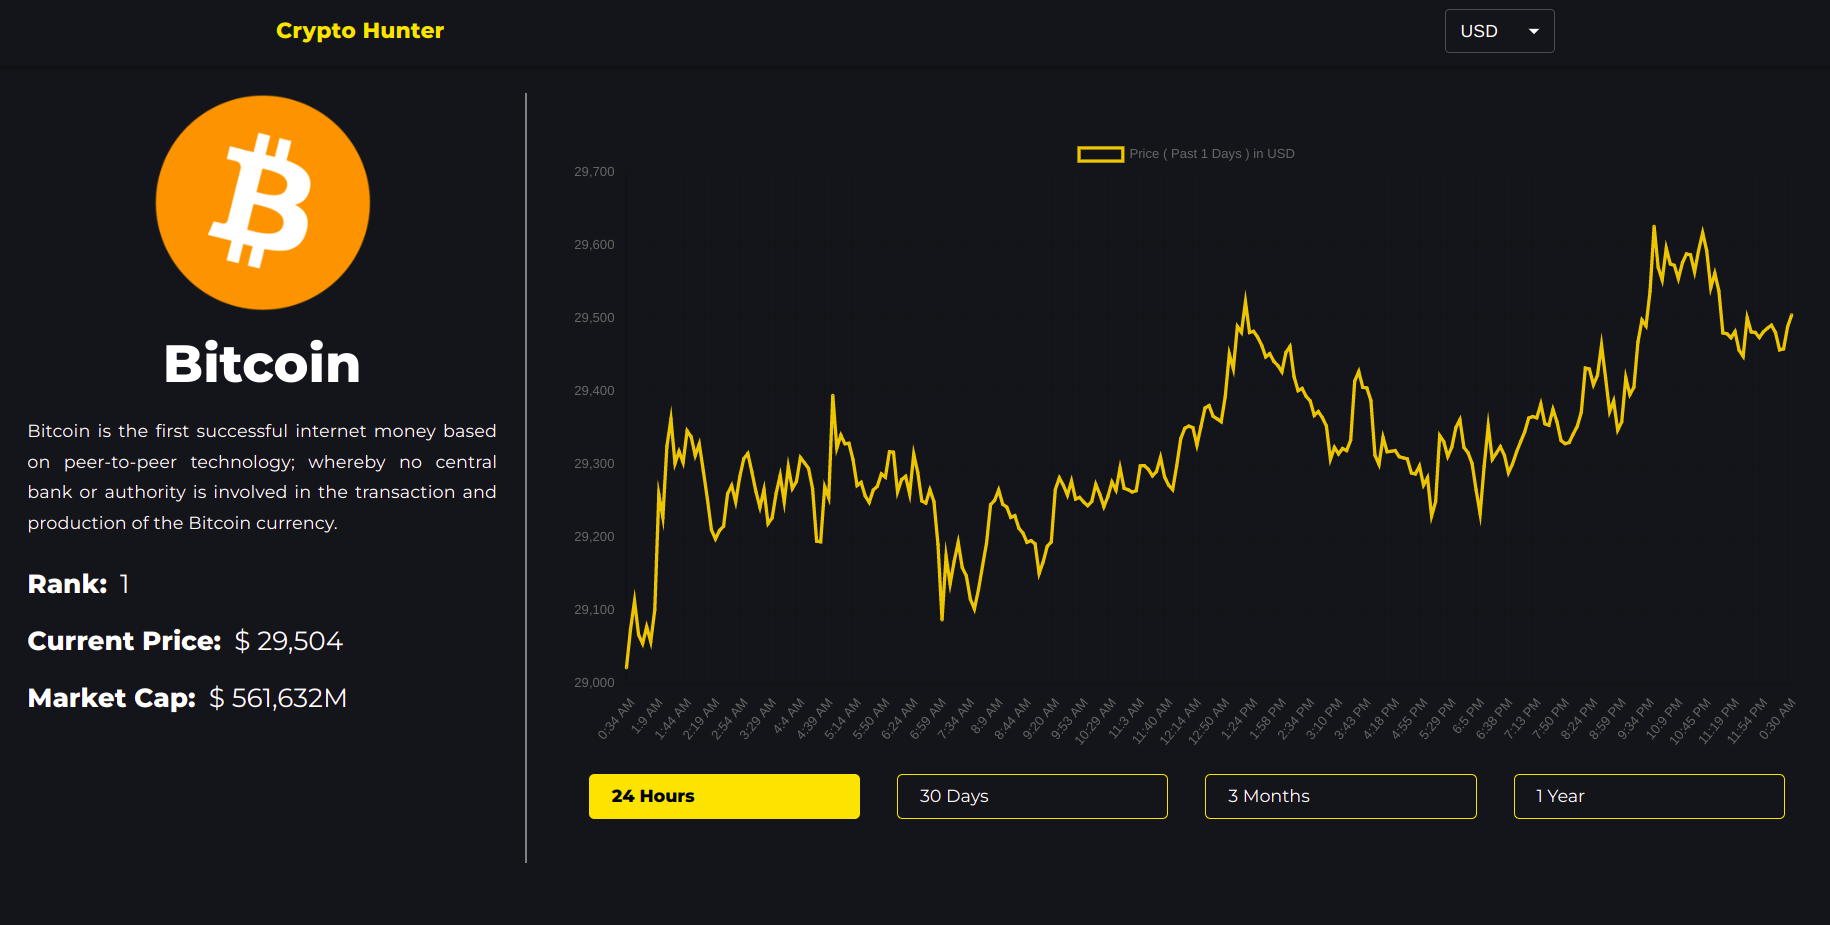 Crypto Hunter
USD
Bitcoin
Bitcoin is the first successful internet money based
on peer-to-peer technology; whereby no central
bank or authority is involved in the transaction and
production of the Bitcoin currency.
Rank: 1
Current Price: $ 29,504
Market Cap: $ 561,632M
Price ( Past 1 Days ) in USD
29,700
29,600
29,500
29,400
29,300
29,200
29,100
29,000
0:34 AM
1:9 AM
1:44 AM
2:19 AM
2:54 AM
3:29 AM
4:4 AM
4:39 AM
5:14 AM
5:50 AM
6:24 AM
6:59 AM
7:34 AM
8:9 AM
8:44 AM
9:20 AM
9:53 AM
10:29 AM
11:3 AM
11:40 AM
12:14 AM
12:50 AM
1:24 PM
1:58 PM
2:34 PM
3:10 PM
3:43 PM
4:18 PM
4:55 PM
5:29 PM
6:5 PM
6:38 PM
7:13 PM
7:50 PM
8:24 PM
8:59 PM
9:34 PM
10:9 PM
10:45 PM
11:19 PM
11:54 PM
0:30 AM
24 Hours
30 Days
3 Months
1 Year